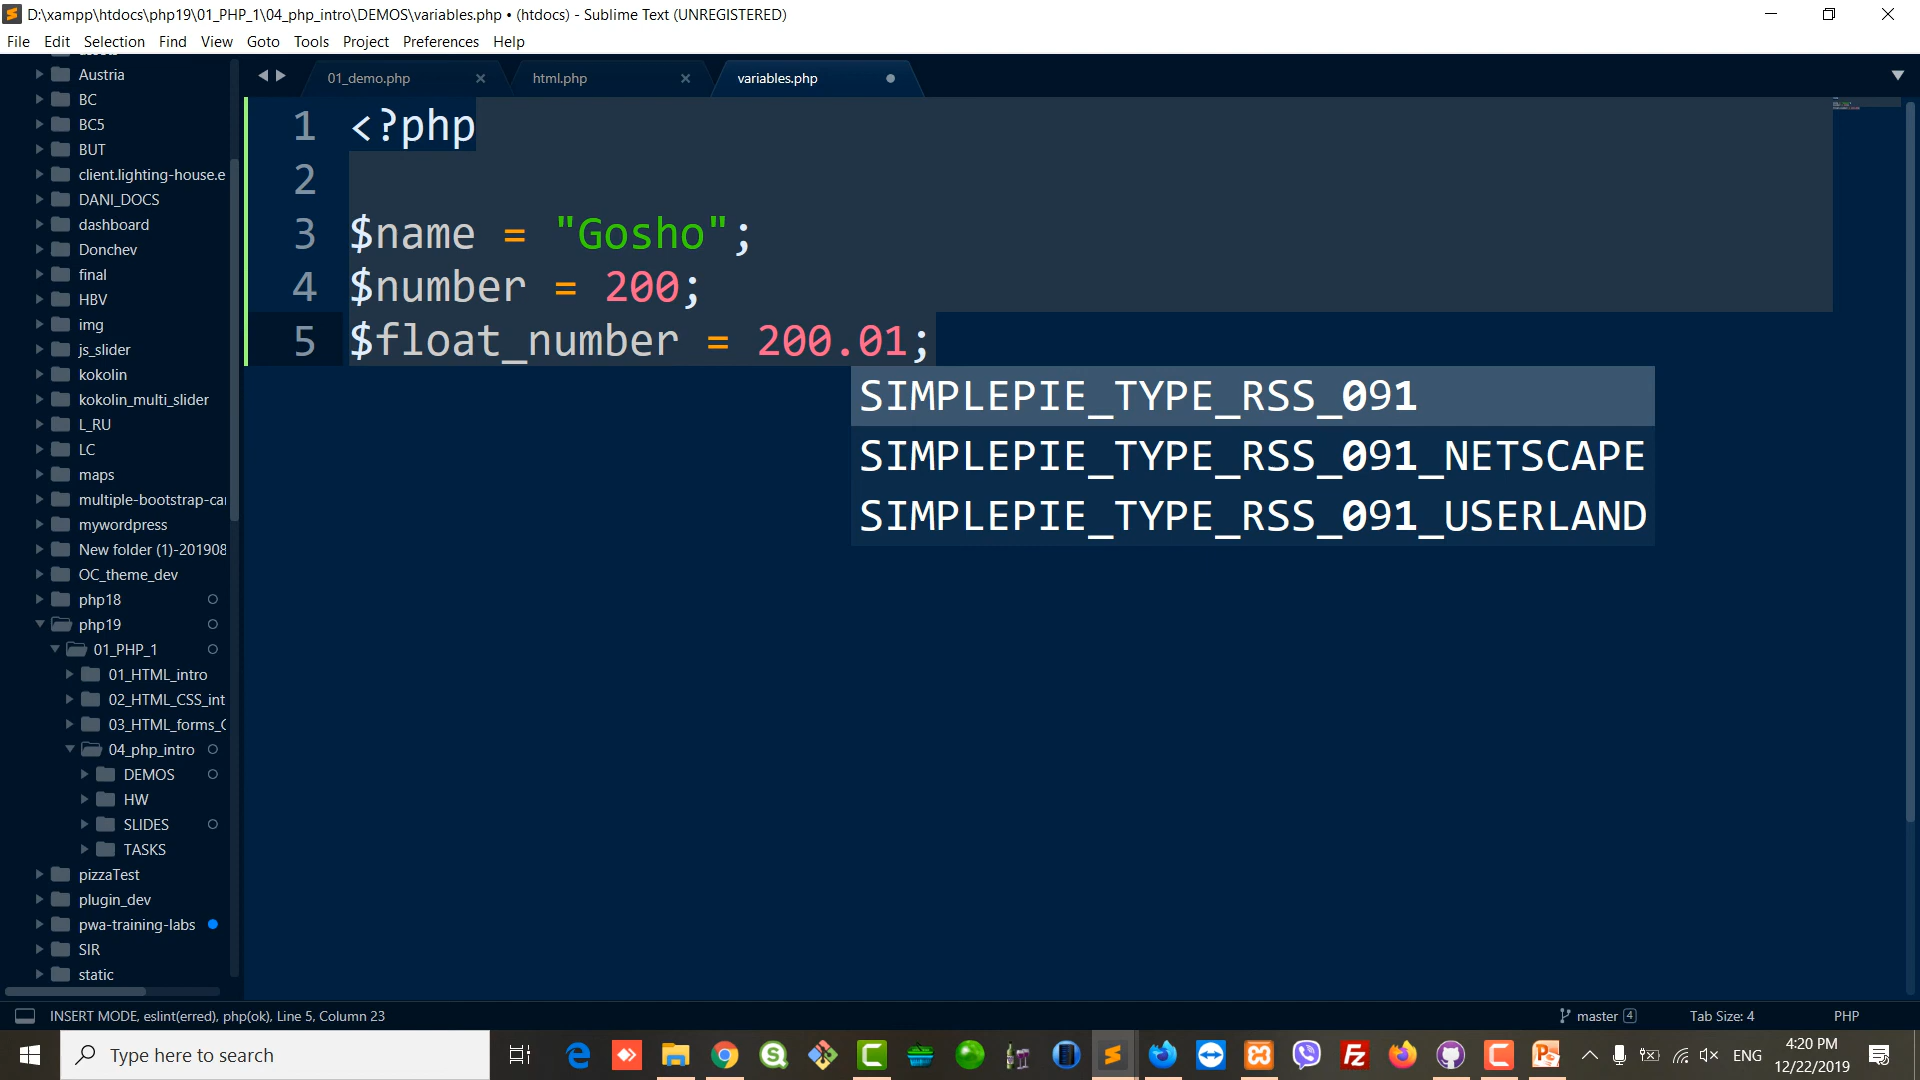 D:\xampp\htdocs\php19\01_PHP_1\04_php_intro\DEMOS\variables.php • (htdocs) - Sublime Text (UNREGISTERED)
File Edit Selection Find View Goto Tools Project Preferences Help
01_demo.php
html.php
variables.php
Austria
BC
BC5
BUT
client.lighting-house.e
DANI_DOCS
dashboard
Donchev
final
HBV
img
js_slider
kokolin
kokolin_multi_slider
L_RU
LC
maps
multiple-bootstrap-car
mywordpress
New folder (1)-201908
OC_theme_dev
php18
php19
01_PHP_1
01_HTML_intro
02_HTML_CSS_int
03_HTML_forms_C
04_php_intro
DEMOS
HW
SLIDES
TASKS
pizzaTest
plugin_dev
pwa-training-labs
SIR
static
1 <?php
2
3 $name = "Gosho";
4 $number = 200;
5 $float_number = 200.01;
SIMPLEPIE_TYPE_RSS_091
SIMPLEPIE_TYPE_RSS_091_NETSCAPE
SIMPLEPIE_TYPE_RSS_091_USERLAND
INSERT MODE, eslint(erred), php(ok), Line 5, Column 23
master 4
Tab Size: 4
PHP
Type here to search
ENG
4:20 PM
12/22/2019